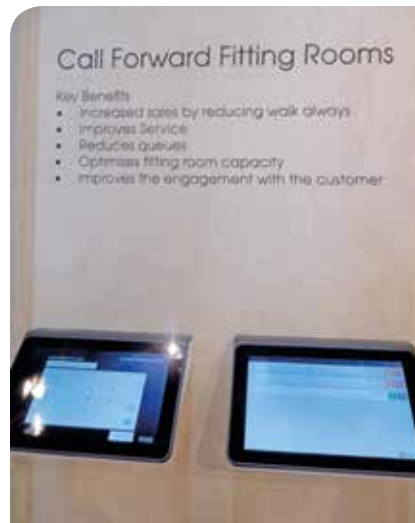 Call Forward Fitting Rooms
Key Benefits
• Increased sales by reducing walk always
• Improves Service
• Reduces queues
• Optimises fitting room capacity
• Improves the engagement with the customer